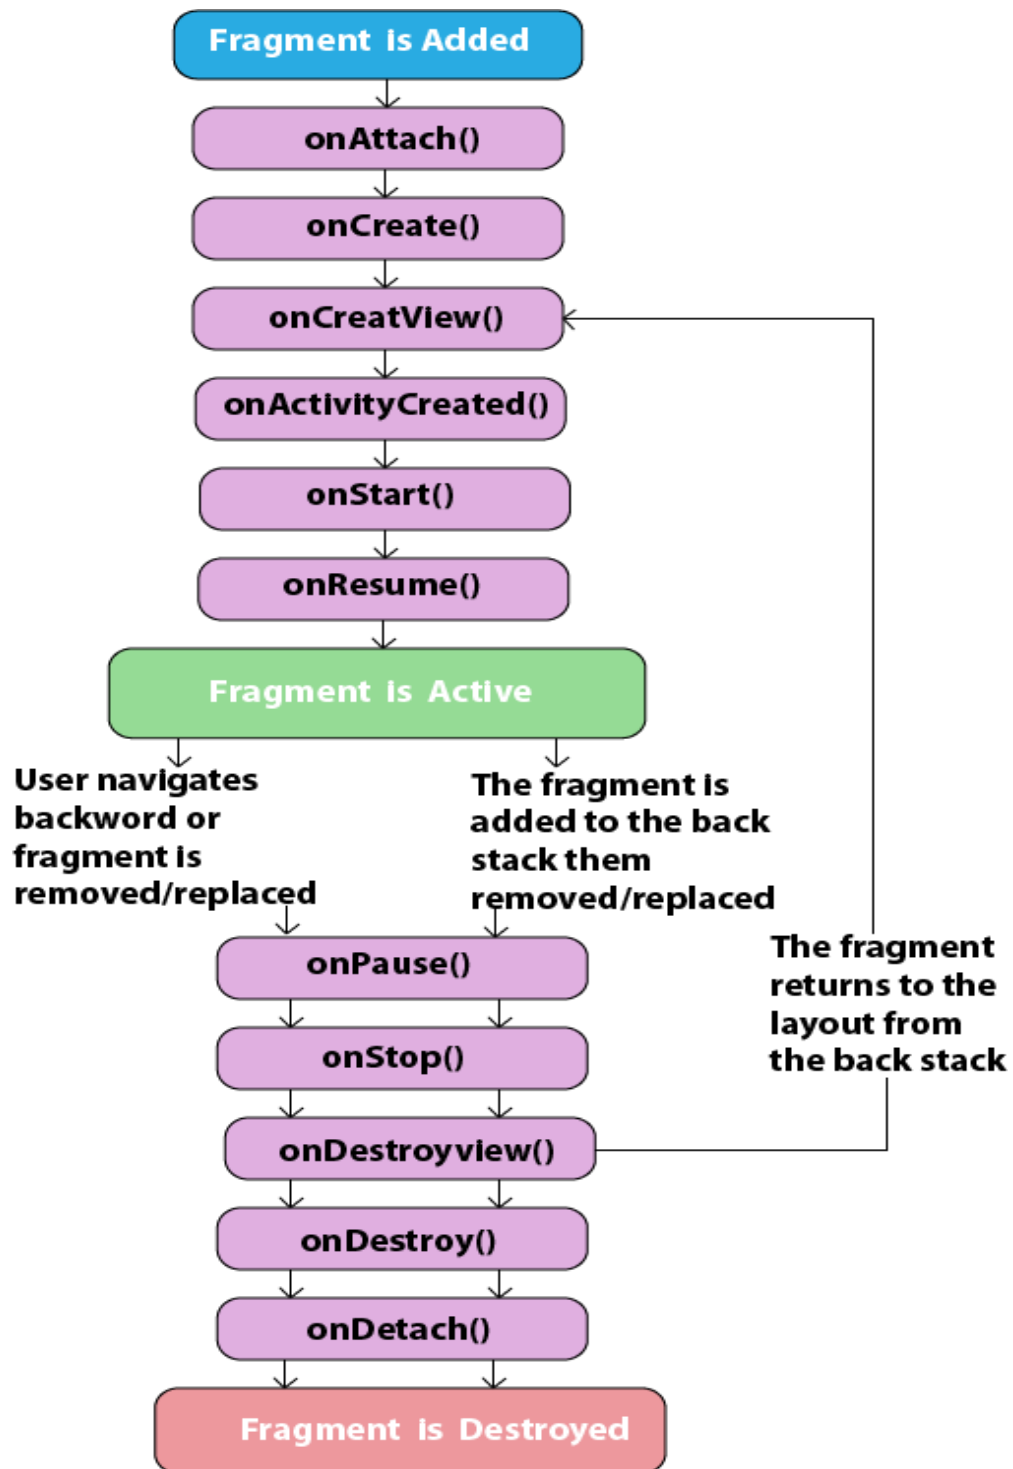 Fragment is Added
onAttach()
onCreate()
onCreatView()
onActivityCreated()
onStart()
onResume()
Fragment is Active
User navigates
backword or
fragment is
removed/replaced
The fragment is
added to the back
stack them
removed/replaced
The fragment
returns to the
layout from
the back stack
onPause()
onStop()
onDestroyview()
onDestroy()
onDetach()
Fragment is Destroyed